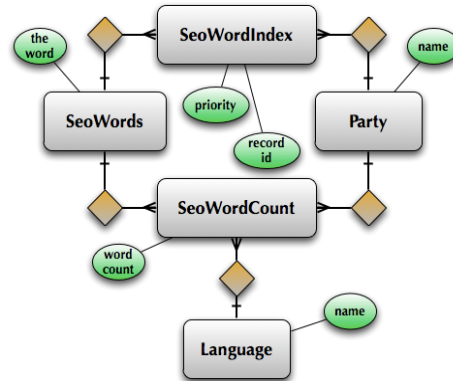 the
word
SeoWordIndex
name
priority
SeoWords
Party
record
id
SeoWordCount
word
count
name
Language